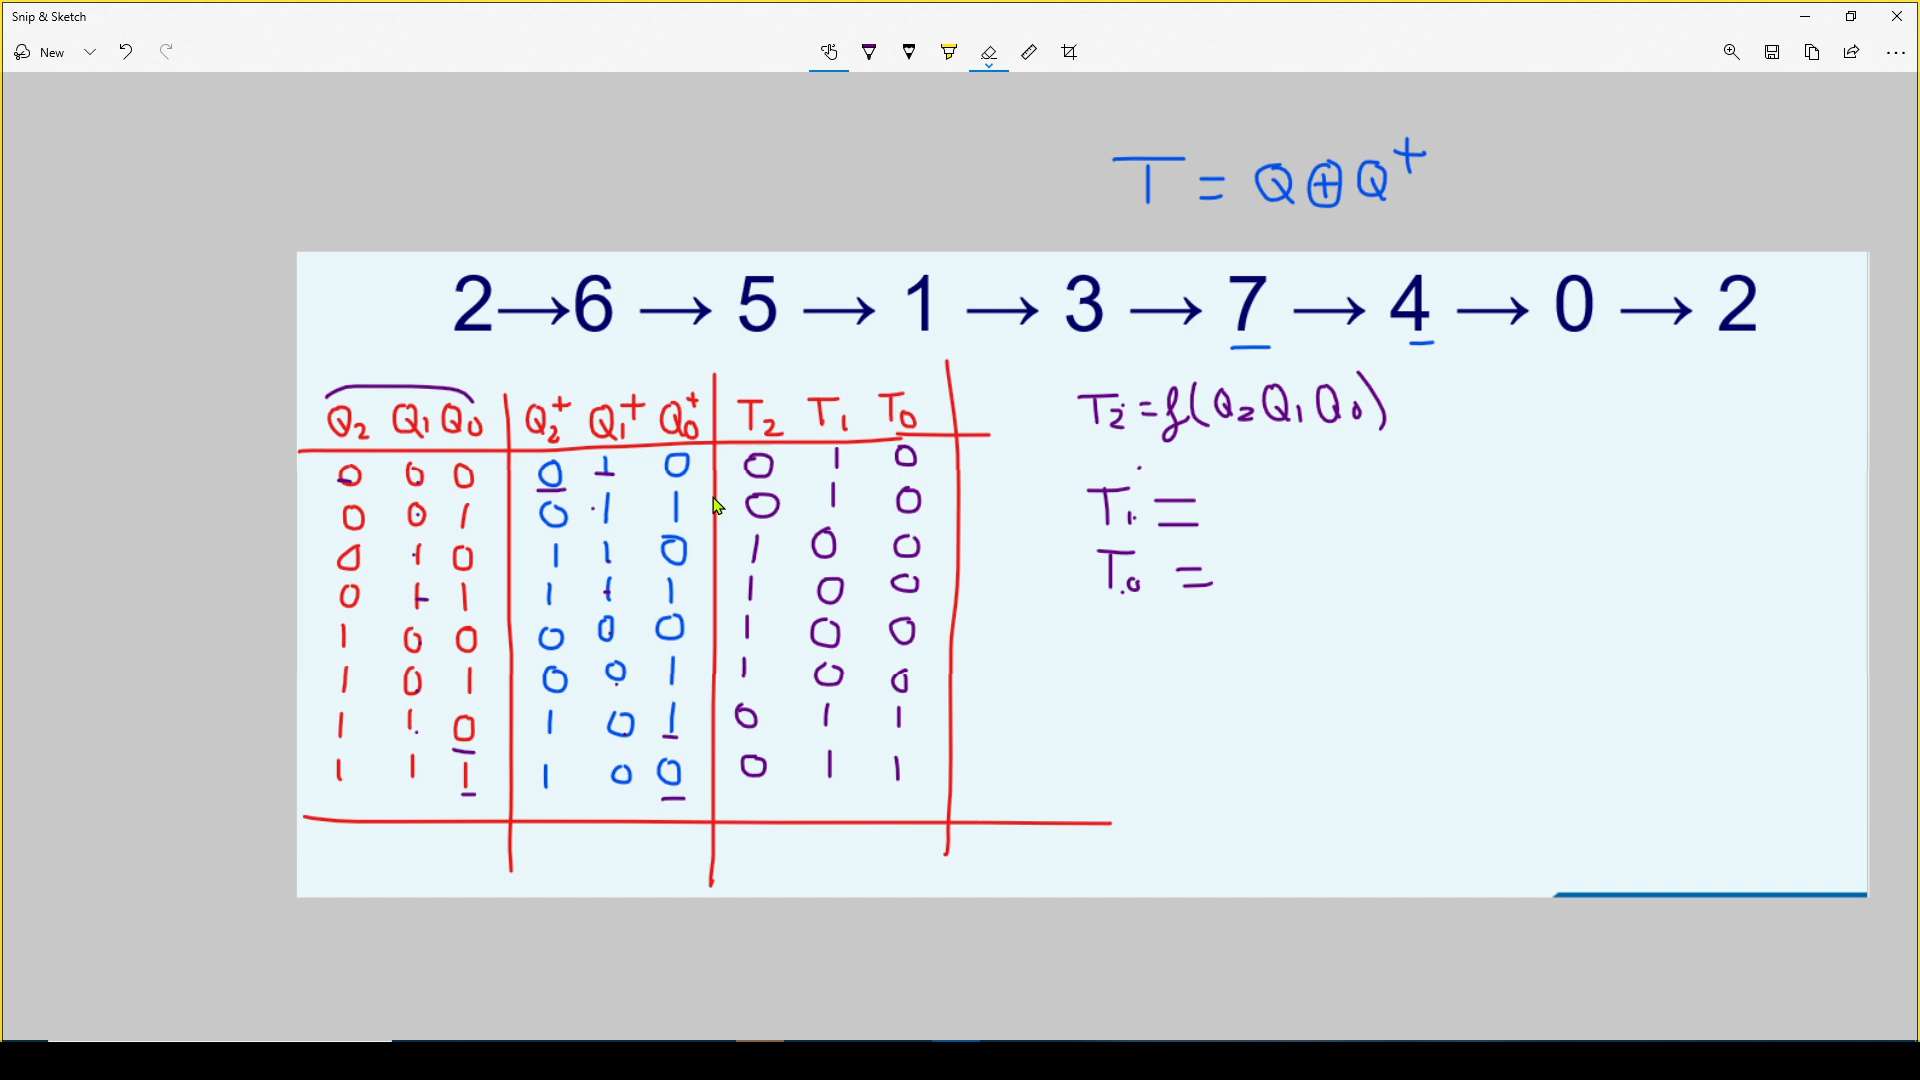 Snip & Sketch
New
T = Q ⊕ Q⁺
2→6 → 5 → 1 → 3 → 7 → 4 → 0 → 2
Q₂ Q₁ Q₀ Q₂⁺ Q₁⁺ Q₀⁺ T₂ T₁ T₀
0 0 0 0 1 0 0 1 0
0 0 1 0 1 1 0 1 0
0 1 0 1 1 0 1 0 0
0 1 1 1 1 1 1 0 0
1 0 0 0 0 0 1 0 0
1 0 1 0 0 1 1 0 0
1 1 0 1 0 1 0 1 1
1 1 1 1 0 0 0 1 1
T₂ = f(Q₂Q₁Q₀)
T₁ =
T₀ =